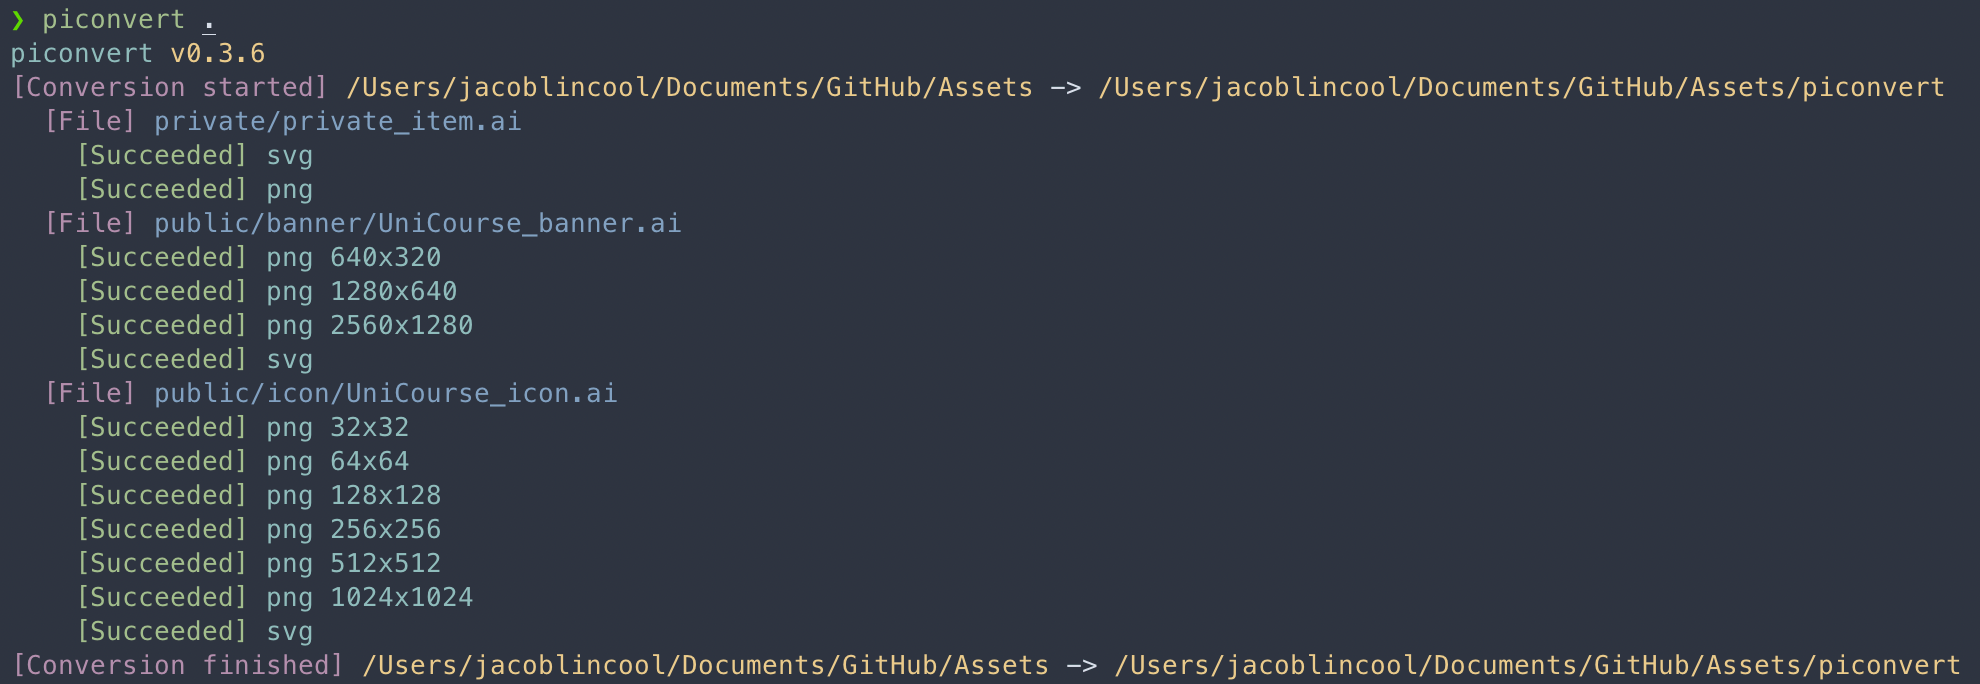 ❯ piconvert .
piconvert v0.3.6
[Conversion started] /Users/jacoblincool/Documents/GitHub/Assets -> /Users/jacoblincool/Documents/GitHub/Assets/piconvert
[File] private/private_item.ai
[Succeeded] svg
[Succeeded] png
[File] public/banner/UniCourse_banner.ai
[Succeeded] png 640x320
[Succeeded] png 1280x640
[Succeeded] png 2560x1280
[Succeeded] svg
[File] public/icon/UniCourse_icon.ai
[Succeeded] png 32x32
[Succeeded] png 64x64
[Succeeded] png 128x128
[Succeeded] png 256x256
[Succeeded] png 512x512
[Succeeded] png 1024x1024
[Succeeded] svg
[Conversion finished] /Users/jacoblincool/Documents/GitHub/Assets -> /Users/jacoblincool/Documents/GitHub/Assets/piconvert